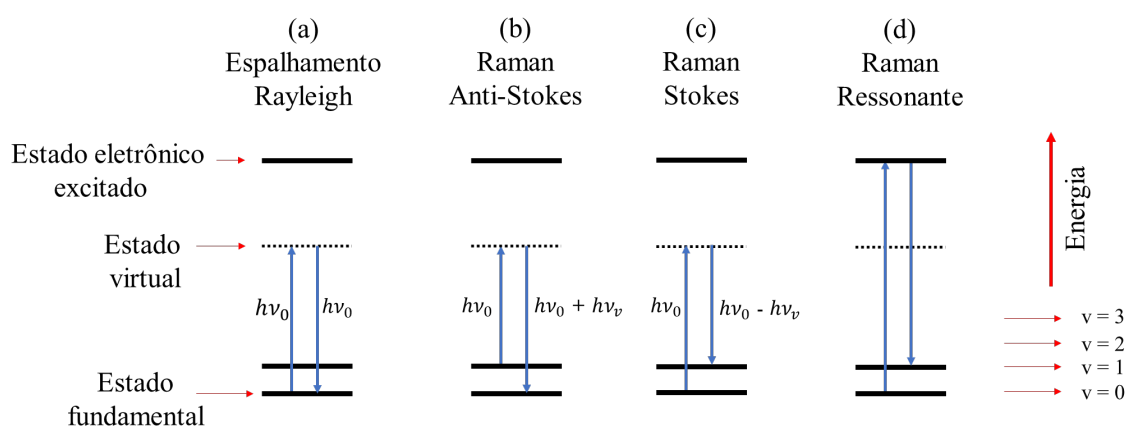 (a)
Espalhamento
Rayleigh
(b)
Raman
Anti-Stokes
(c)
Raman
Stokes
(d)
Raman
Ressonante
Estado eletrônico
excitado
Estado
virtual
Estado
fundamental
hν₀
hν₀
hν₀
hν₀ + hνᵥ
hν₀
hν₀ - hνᵥ
Energia
v = 3
v = 2
v = 1
v = 0